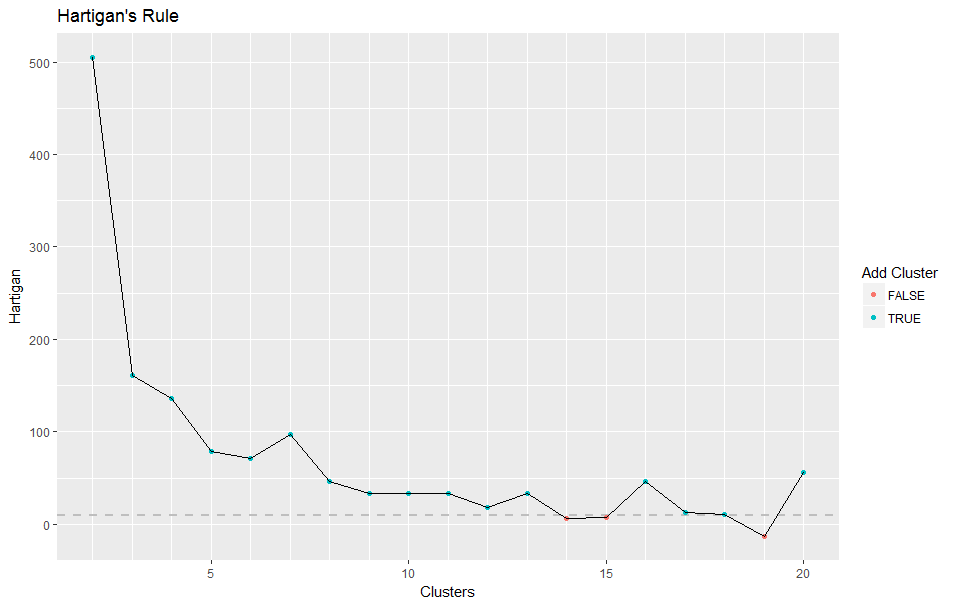 Hartigan's Rule
500
400
300
200
100
0
Hartigan
5 10 15 20
Clusters
Add Cluster
FALSE
TRUE